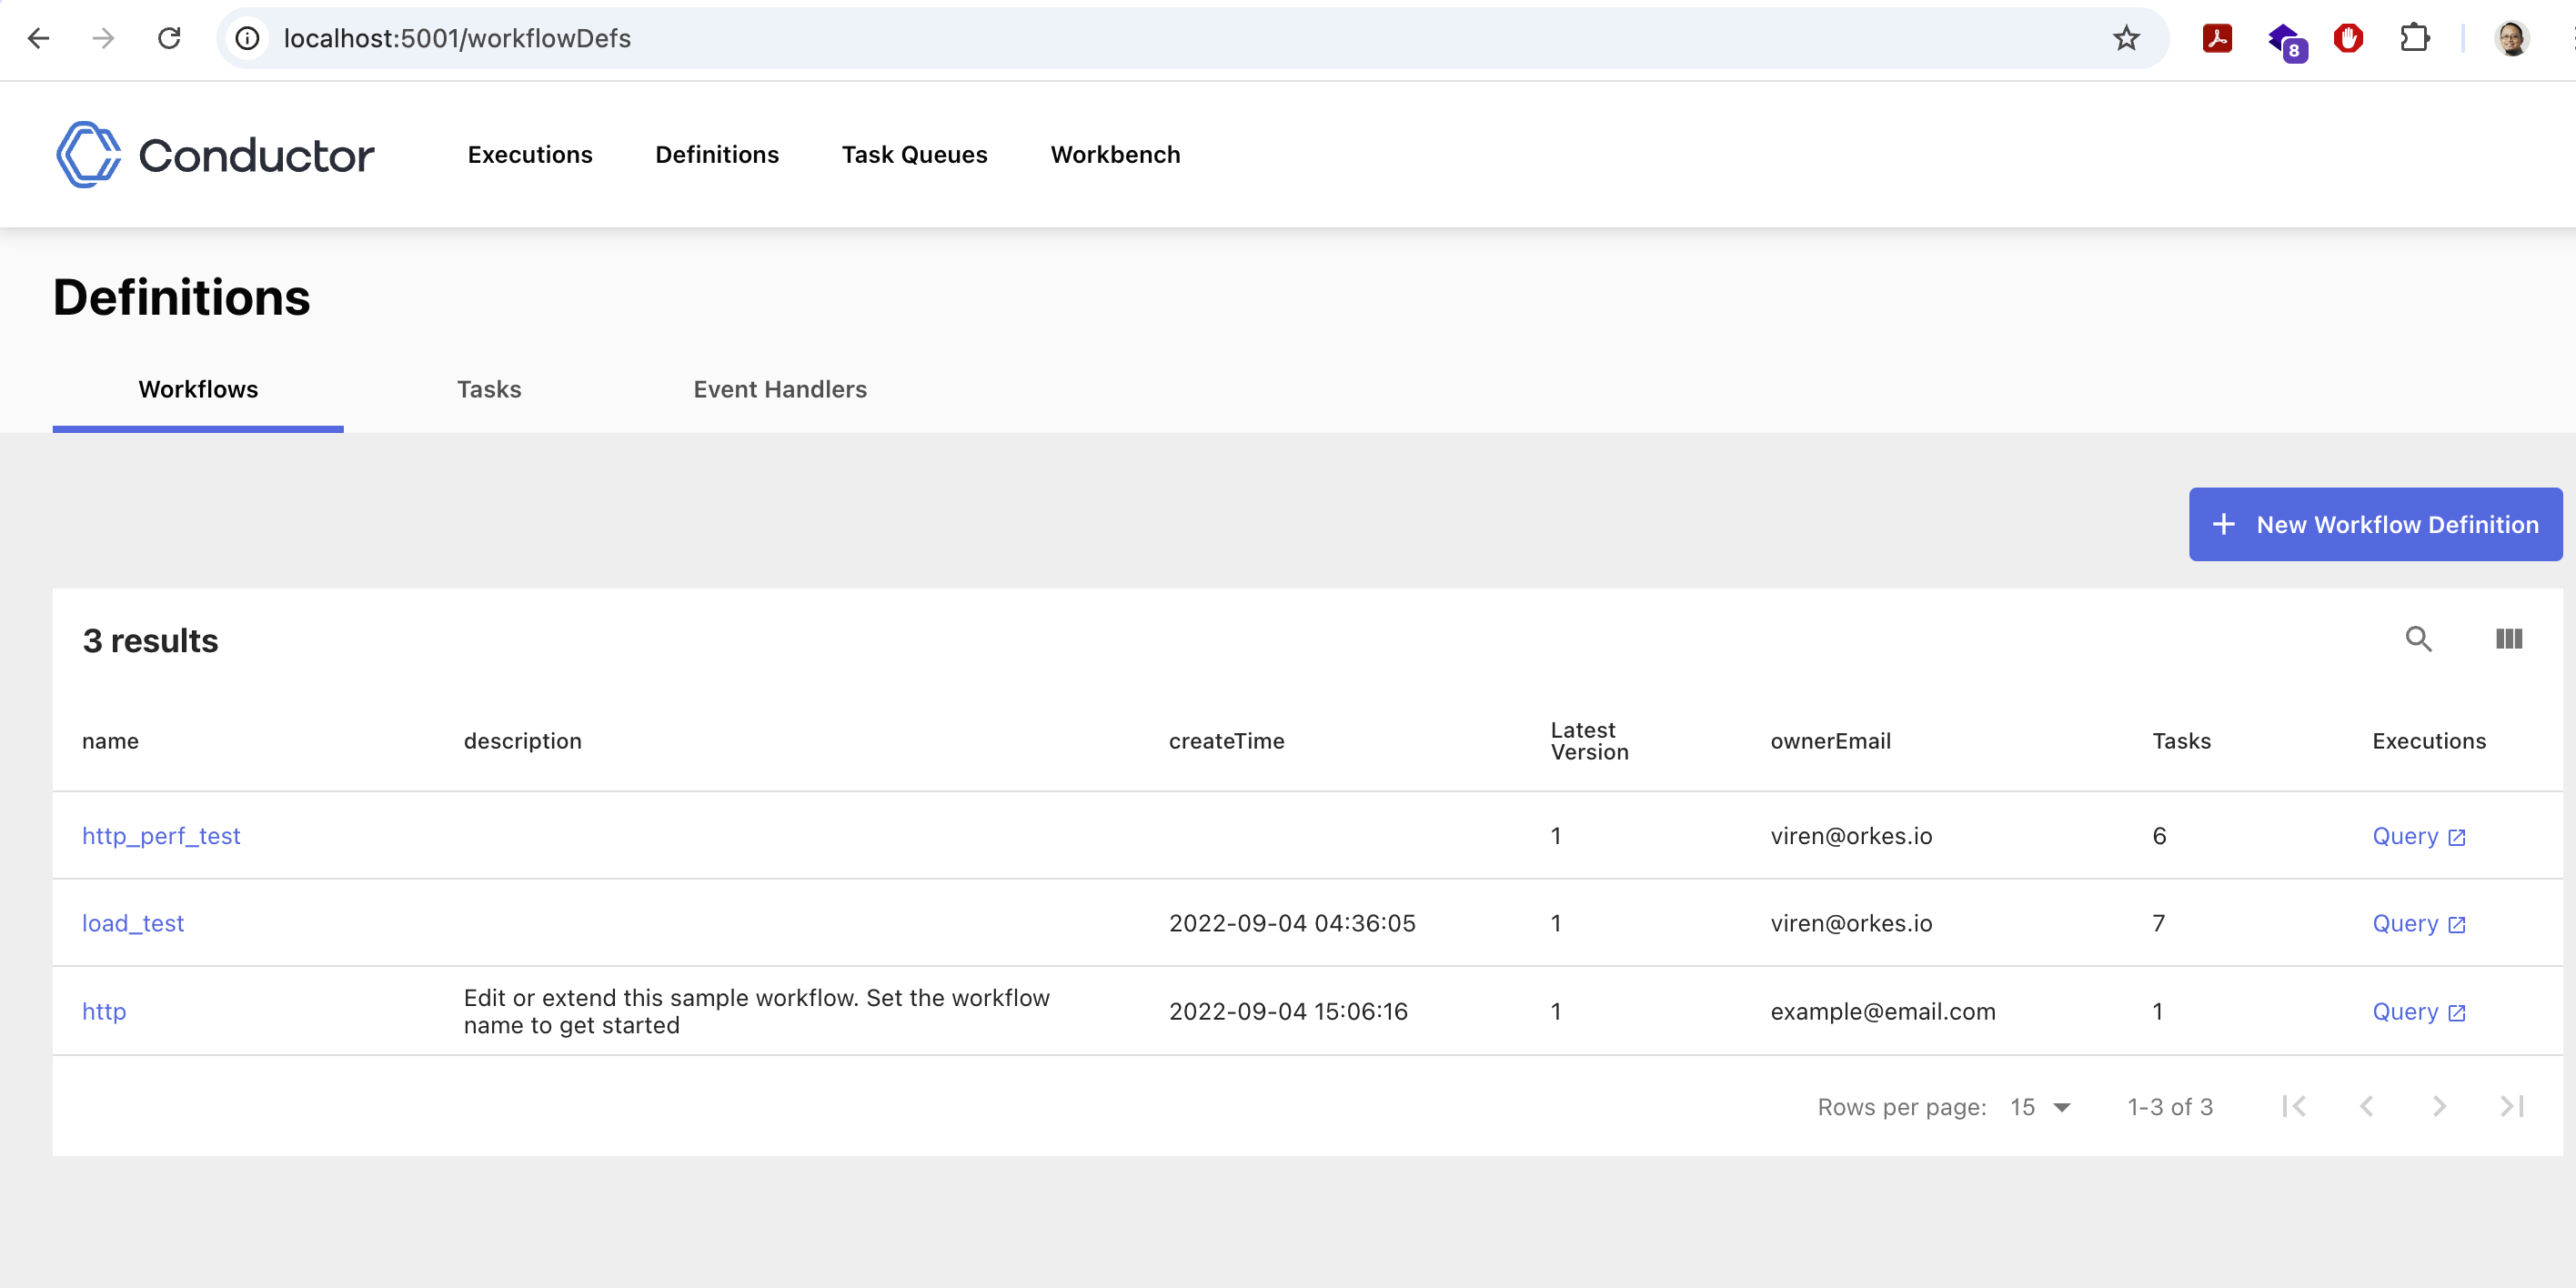 localhost:5001/workflowDefs
8
Conductor
Executions Definitions Task Queues Workbench
Definitions
Workflows Tasks Event Handlers
+ New Workflow Definition
3 results
name description createTime Latest Version ownerEmail Tasks Executions
http_perf_test 1 viren@orkes.io 6 Query
load_test 2022-09-04 04:36:05 1 viren@orkes.io 7 Query
http Edit or extend this sample workflow. Set the workflow name to get started 2022-09-04 15:06:16 1 example@email.com 1 Query
Rows per page: 15 1-3 of 3